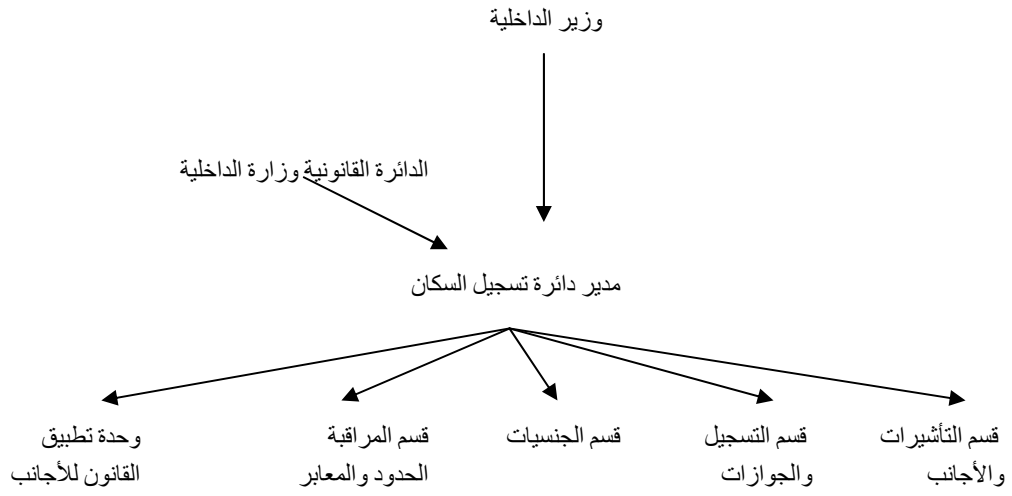 وزير الداخلية
الدائرة القانونية وزارة الداخلية
مدير دائرة تسجيل السكان
قسم التأشيرات
والأجانب
قسم التسجيل
والجوازات
قسم الجنسيات
قسم المراقبة
الحدود والمعابر
وحدة تطبيق
القانون للأجانب